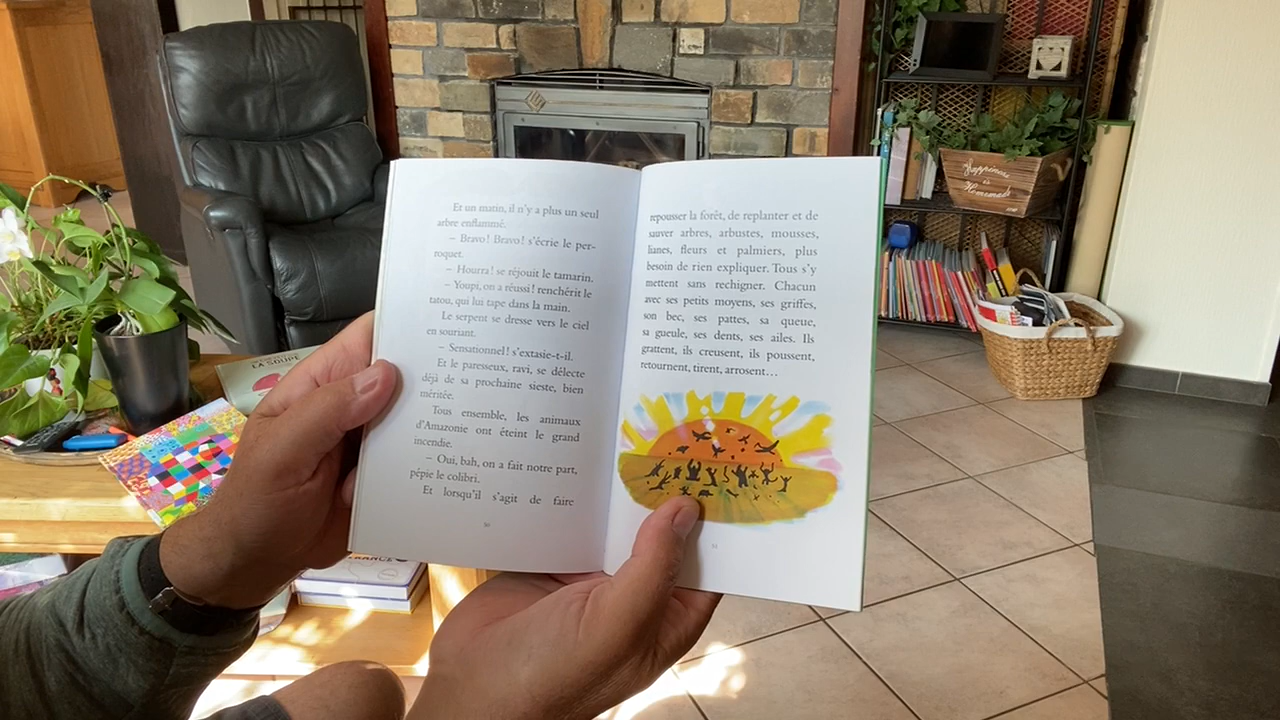 Et un matin, il n'y a plus un seul
arbre enflammé.
– Bravo ! Bravo ! s'écrie le per-
roquet.
– Hourra ! se réjouit le tamarin.
– Youpi, on a réussi ! renchérit le
tatou, qui lui tape dans la main.
Le serpent se dresse vers le ciel
en souriant.
– Sensationnel ! s'extasie-t-il.
Et le paresseux, ravi, se délecte
déjà de sa prochaine sieste, bien
méritée.
Tous ensemble, les animaux
d'Amazonie ont éteint le grand
incendie.
– Oui, bah, on a fait notre part,
pépie le colibri.
Et lorsqu'il s'agit de faire
30
repousser la forêt, de replanter et de
sauver arbres, arbustes, mousses,
lianes, fleurs et palmiers, plus
besoin de rien expliquer. Tous s'y
mettent sans rechigner. Chacun
avec ses petits moyens, ses griffes,
son bec, ses pattes, sa queue,
sa gueule, ses dents, ses ailes. Ils
grattent, ils creusent, ils poussent,
retournent, tirent, arrosent…
31
Happiness
is
Homemade
LA SOUPE
FRANCE